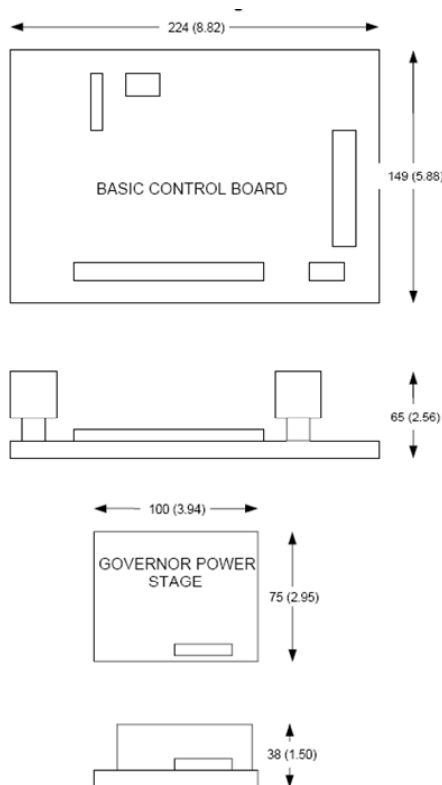 224 (8.82)
149 (5.88)
BASIC CONTROL BOARD
65 (2.56)
100 (3.94)
GOVERNOR POWER
STAGE
75 (2.95)
38 (1.50)